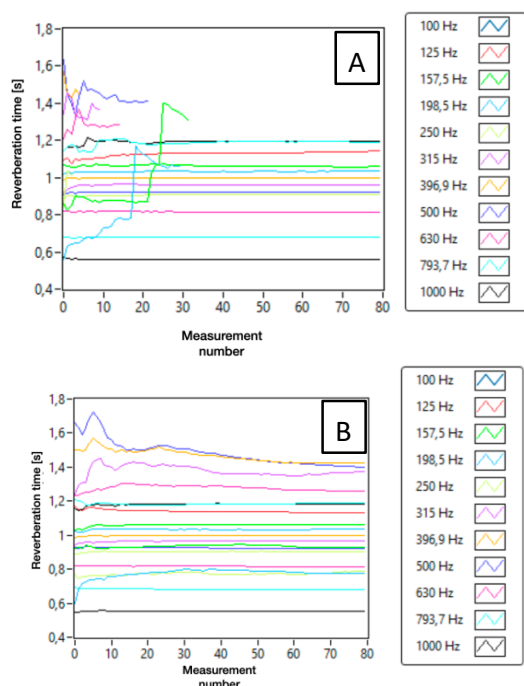 A
Reverberation time [s]
1,8
1,6
1,4
1,2
1
0,8
0,6
0,4
0 10 20 30 40 50 60 70 80
Measurement
number
100 Hz
125 Hz
157,5 Hz
198,5 Hz
250 Hz
315 Hz
396,9 Hz
500 Hz
630 Hz
793,7 Hz
1000 Hz
B
Reverberation time [s]
1,8
1,6
1,4
1,2
1
0,8
0,6
0,4
0 10 20 30 40 50 60 70 80
Measurement
number
100 Hz
125 Hz
157,5 Hz
198,5 Hz
250 Hz
315 Hz
396,9 Hz
500 Hz
630 Hz
793,7 Hz
1000 Hz